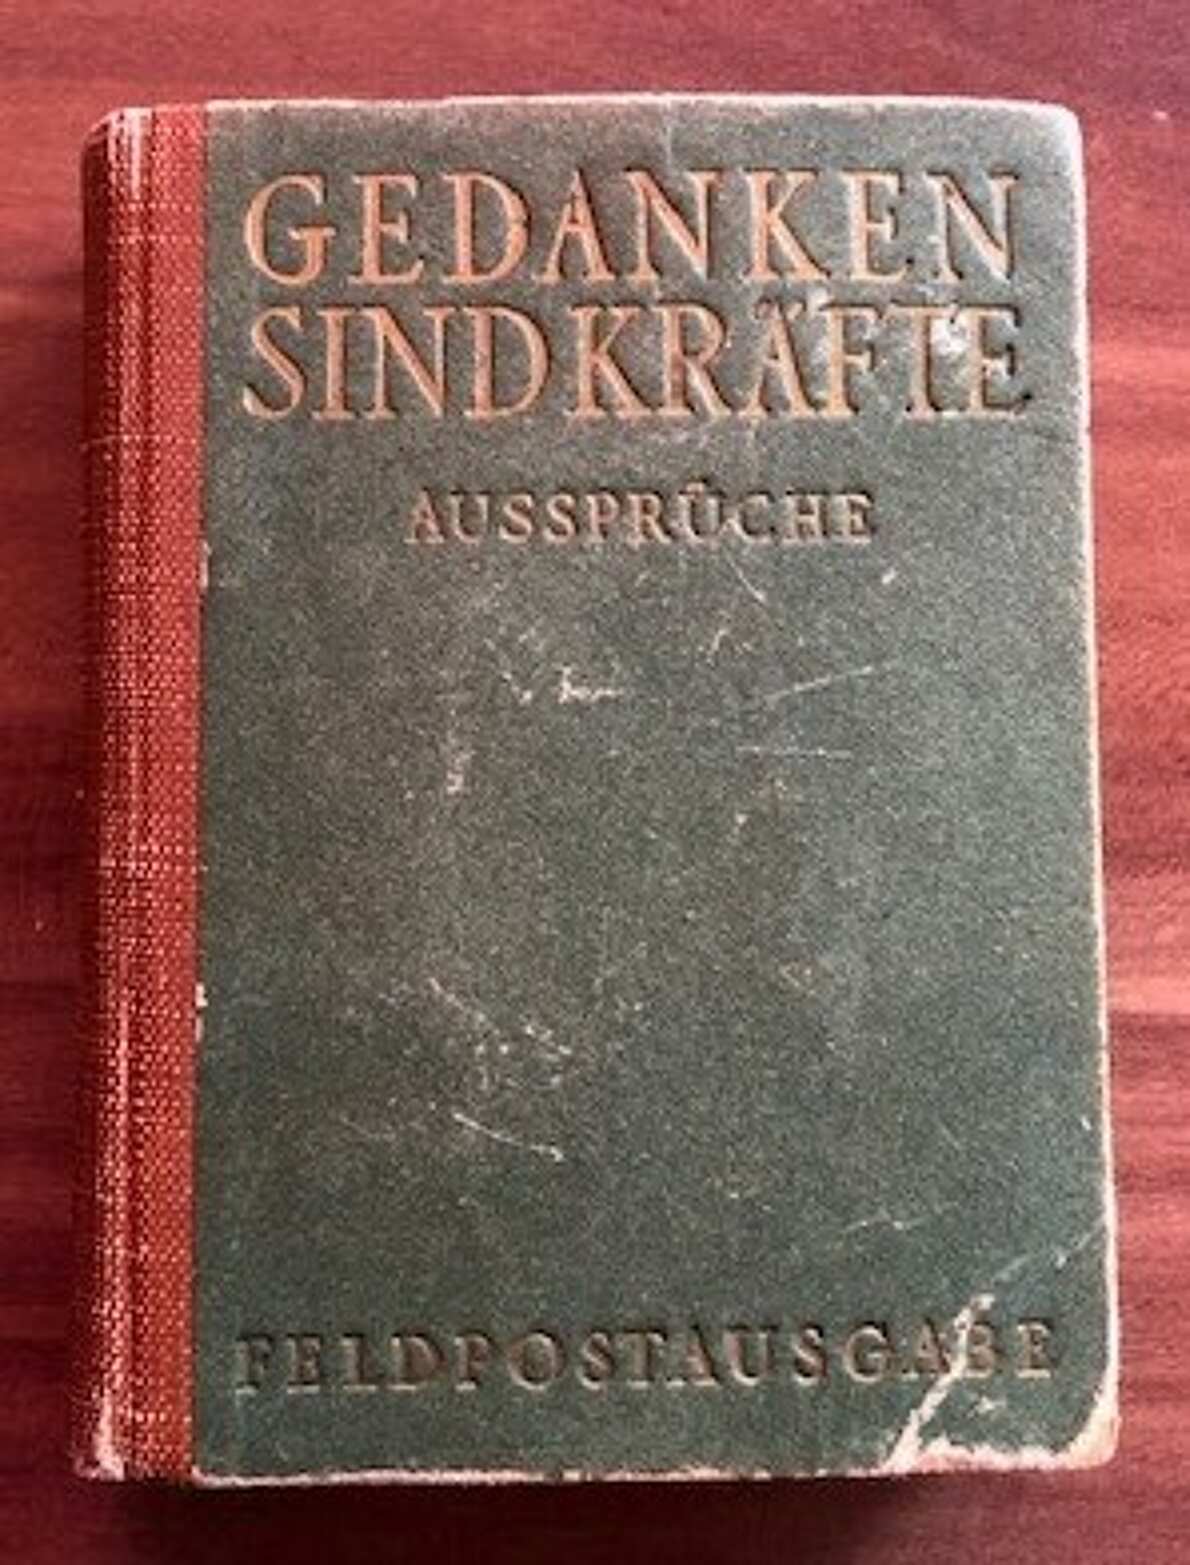 GEDANKEN
SIND KRÄFTE
AUSSPRÜCHE
FELDPOSTAUSGABE